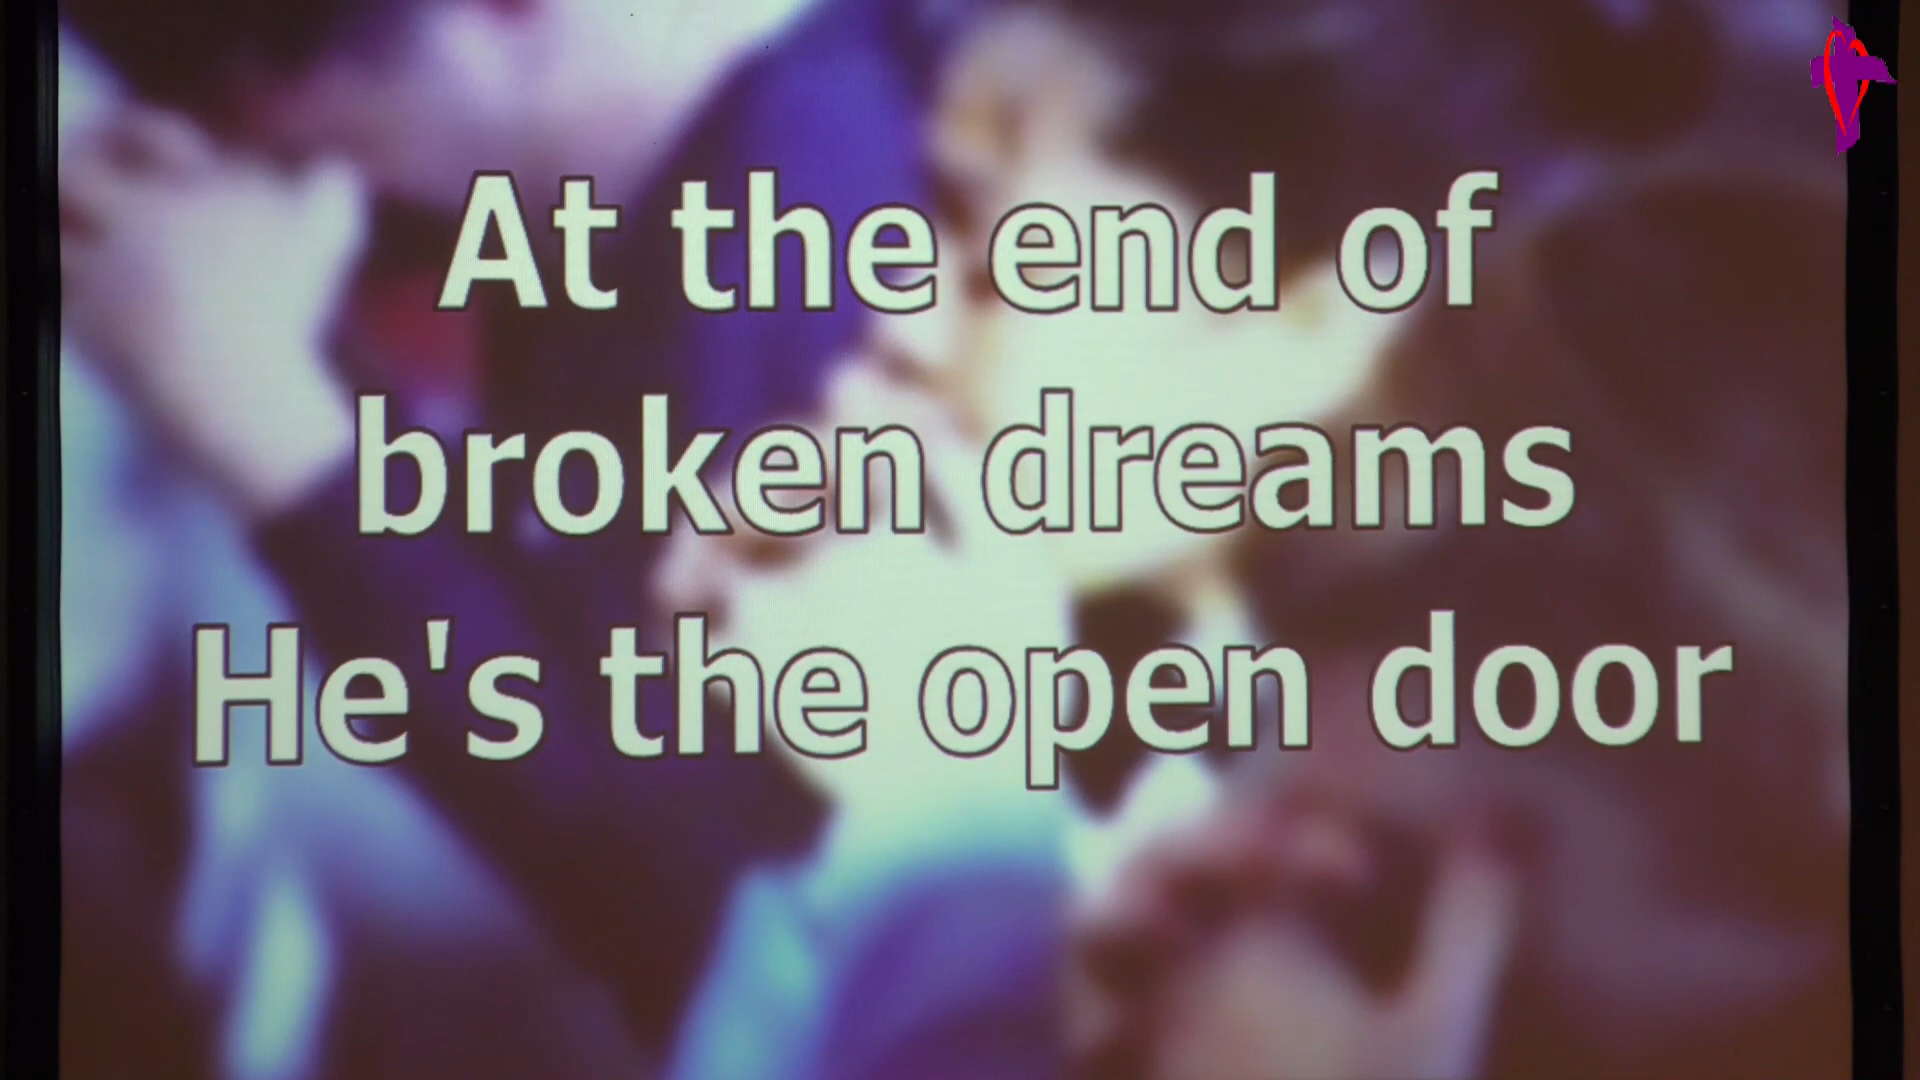 At the end of
broken dreams
He's the open door